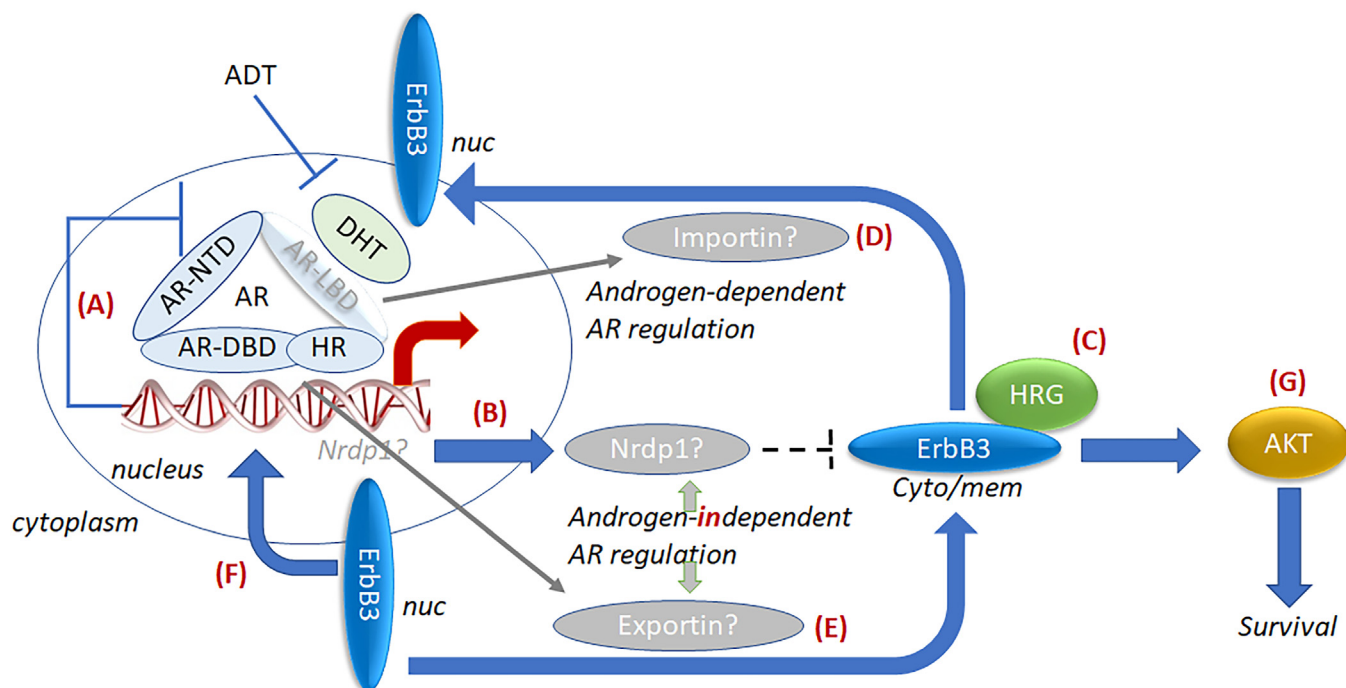 ADT
ErbB3
nuc
DHT
AR-NTD
AR-LBD
AR
(A)
AR-DBD
HR
Importin?
(D)
Androgen-dependent
AR regulation
(C)
HRG
(B)
Nrdp1?
nucleus
cytoplasm
Nrdp1?
ErbB3
Cyto/mem
(G)
AKT
Androgen-independent
AR regulation
(F)
ErbB3
nuc
Exportin?
(E)
Survival